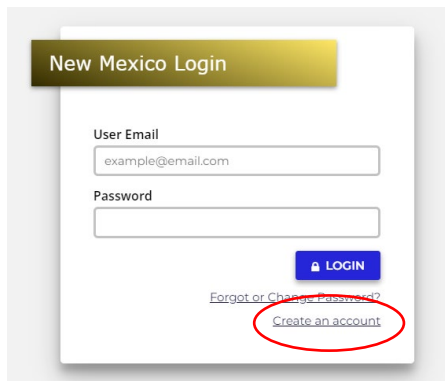 New Mexico Login
User Email
example@email.com
Password
LOGIN
Forgot or Change Password?
Create an account